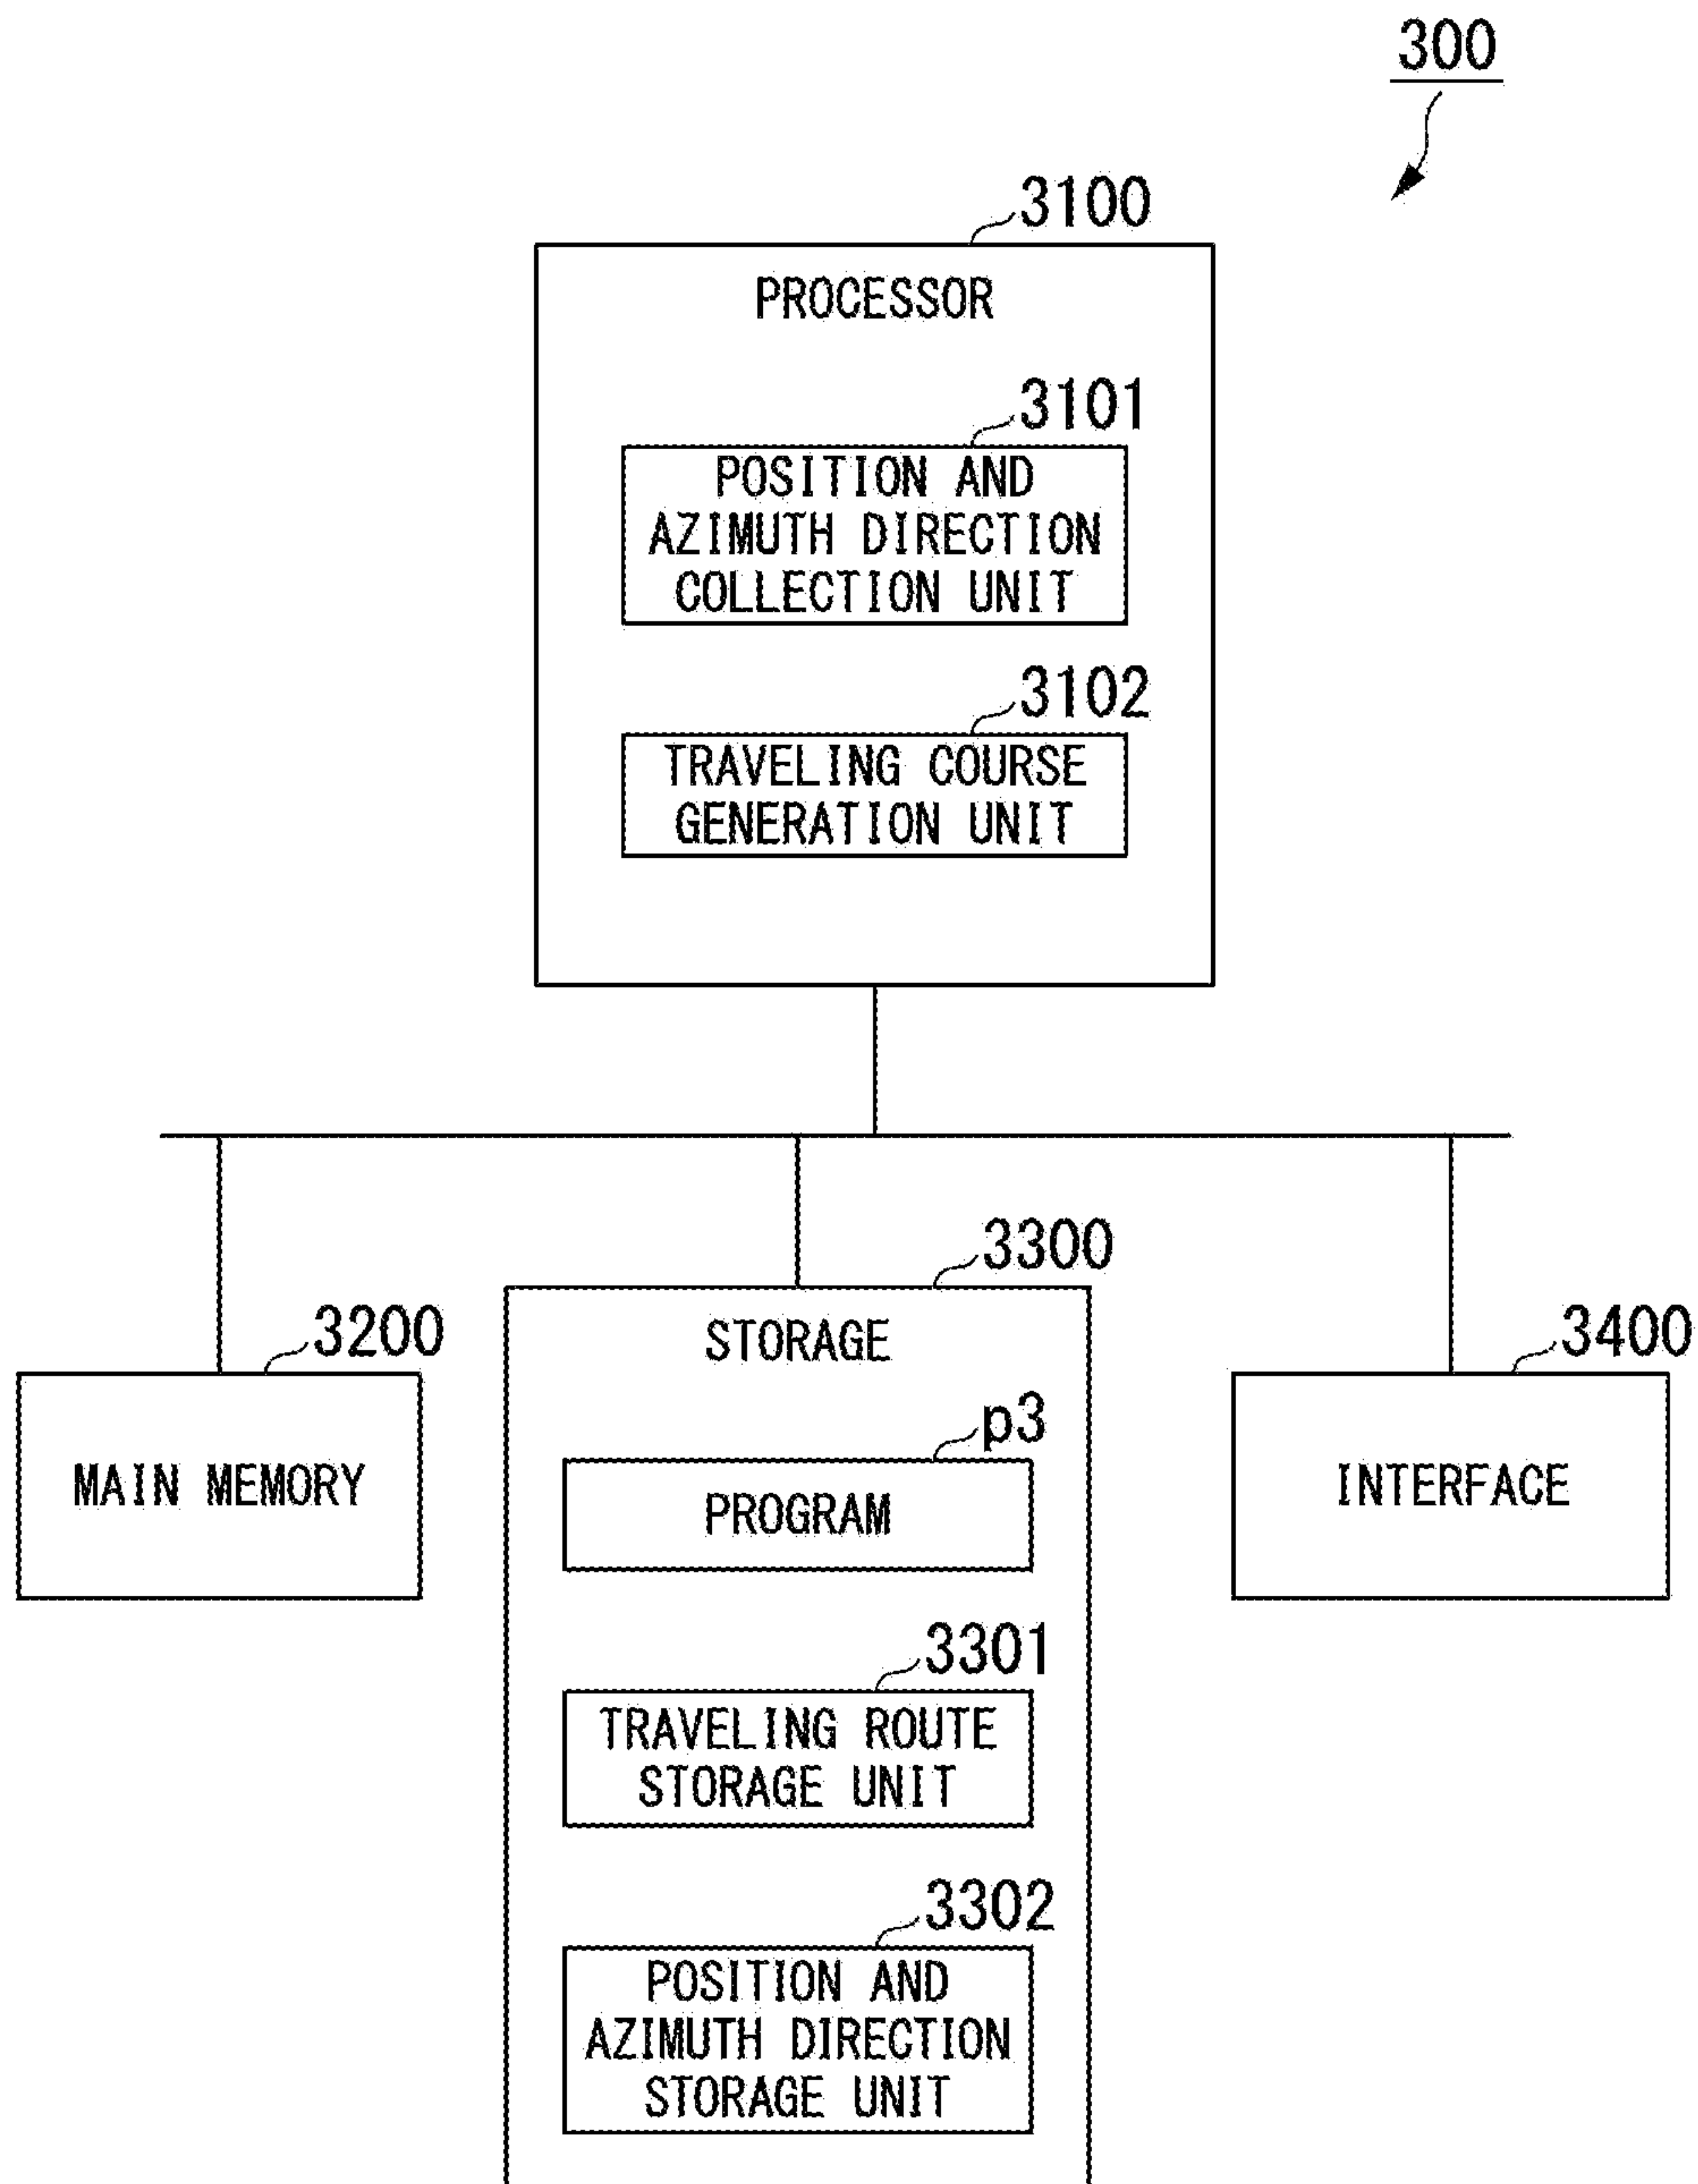 300
3100
PROCESSOR
3101
POSITION AND
AZIMUTH DIRECTION
COLLECTION UNIT
3102
TRAVELING COURSE
GENERATION UNIT
3200
MAIN MEMORY
3300
STORAGE
p3
PROGRAM
3301
TRAVELING ROUTE
STORAGE UNIT
3302
POSITION AND
AZIMUTH DIRECTION
STORAGE UNIT
3400
INTERFACE